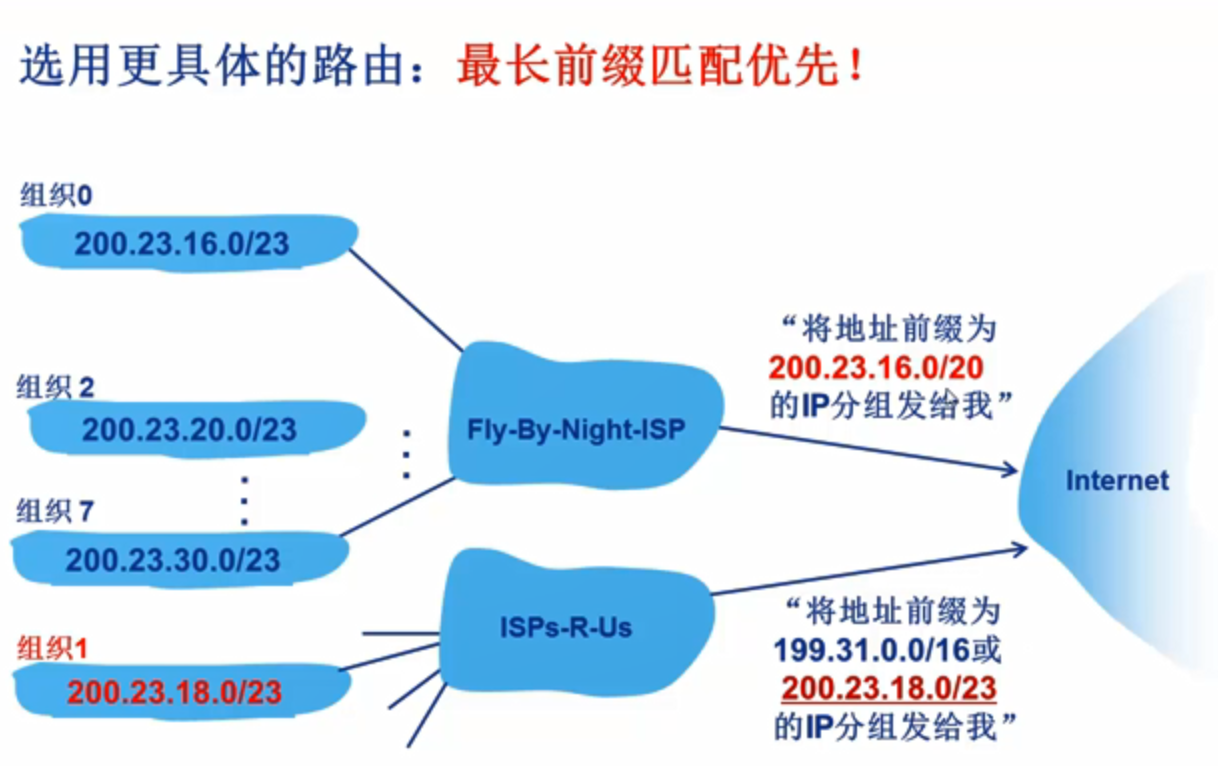 选用更具体的路由：最长前缀匹配优先！
组织0
200.23.16.0/23
组织 2
200.23.20.0/23
组织 7
200.23.30.0/23
组织1
200.23.18.0/23
Fly-By-Night-ISP
ISPs-R-Us
“将地址前缀为
200.23.16.0/20
的IP分组发给我”
Internet
“将地址前缀为
199.31.0.0/16或
200.23.18.0/23
的IP分组发给我”